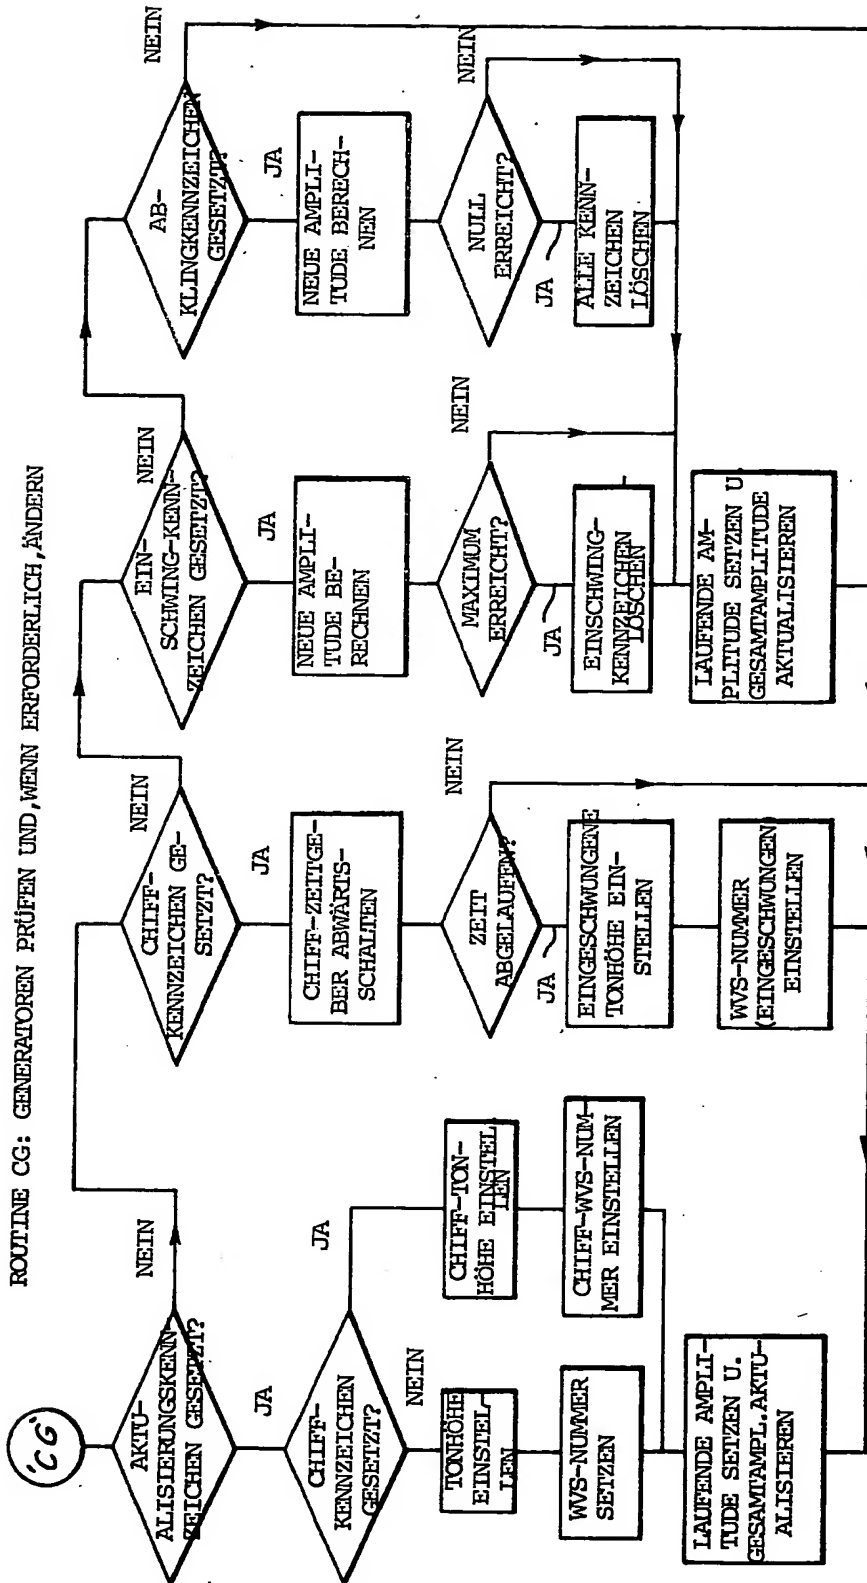 ROUTINE CG: GENERATOREN PRÜFEN UND,WENN ERFORDERLICH,ÄNDERN
'CG'
AKTU-
ALISIERUNGSKENN-
ZEICHEN GESETZT?
NEIN
JA
CHIFF-
KENNZEICHEN
GESETZT?
JA
NEIN
TONHÖHE
EINSTEL-
LEN
WVS-NUMMER
SETZEN
CHIFF-TON-
HÖHE EINSTEL
LEN
CHIFF-WVS-NUM-
MER EINSTELLEN
LAUFENDE AMPLI-
TUDE SETZEN U.
GESAMTAMPL.AKTU-
ALISIEREN
CHIFF-
KENNZEICHEN GE-
SETZT?
NEIN
JA
CHIFF-ZEITGE-
BER ABWÄRTS-
SCHALTEN
ZEIT
ABGELAUFEN?
NEIN
JA
EINGESCHWUNGENE
TONHÖHE EIN-
STELLEN
WVS-NUMMER
(EINGESCHWUNGEN)
EINSTELLEN
EIN-
SCHWING-KENN-
ZEICHEN GESETZT?
NEIN
JA
NEUE AMPLI-
TUDE BE-
RECHNEN
MAXIMUM
ERREICHT?
NEIN
JA
EINSCHWING-
KENNZEICHEN
LÖSCHEN
LAUFENDE AM-
PLITUDE SETZEN U.
GESAMTAMPLITUDE
AKTUALISIEREN
AB-
KLINGKENNZEICHEN
GESETZT?
NEIN
JA
NEUE AMPLI-
TUDE BERECH-
NEN
NULL
ERREICHT?
NEIN
JA
ALLE KENN-
ZEICHEN
LÖSCHEN